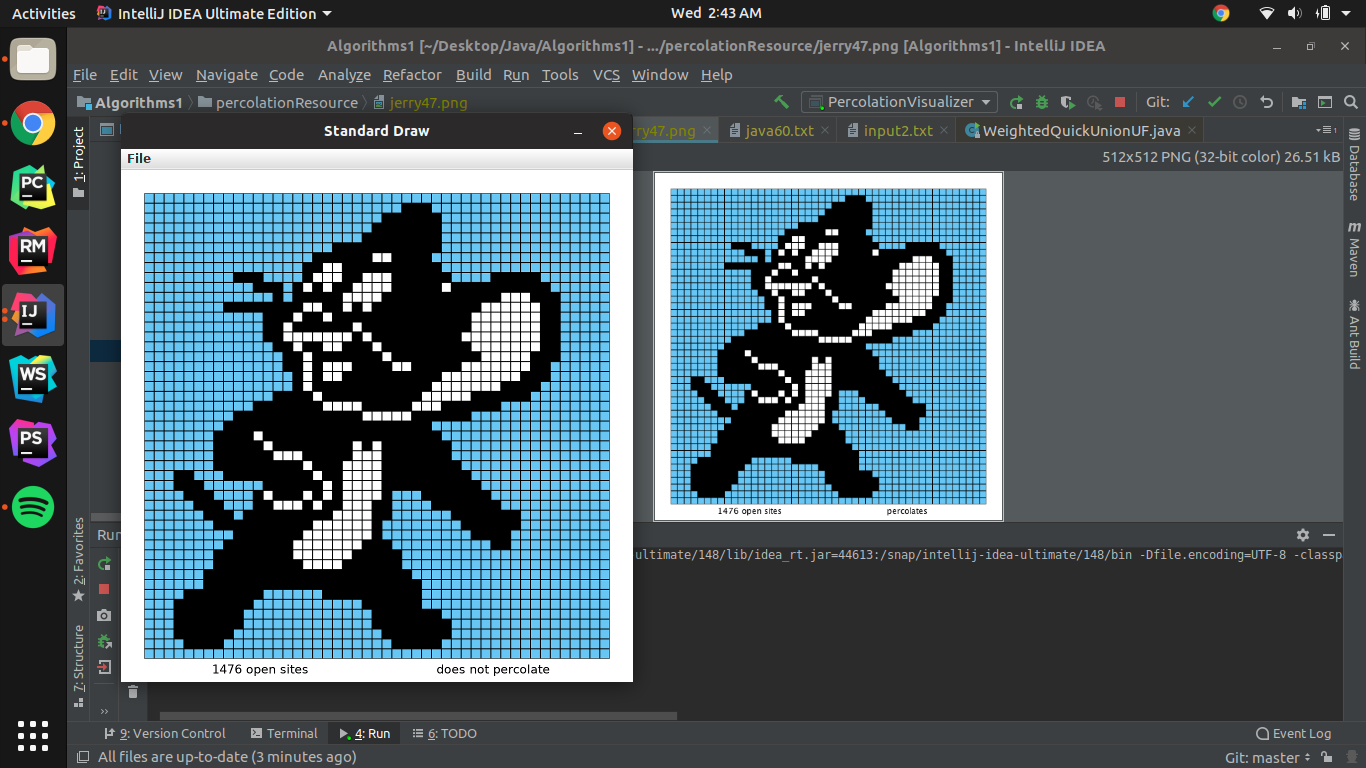 Activities IntelliJ IDEA Ultimate Edition Wed 2:43 AM
Algorithms1 [~/Desktop/Java/Algorithms1] - .../percolationResource/jerry47.png [Algorithms1] - IntelliJ IDEA
File Edit View Navigate Code Analyze Refactor Build Run Tools VCS Window Help
Algorithms1 percolationResource jerry47.png PercolationVisualizer Git:
Standard Draw
rry47.png java60.txt input2.txt WeightedQuickUnionUF.java
File
512x512 PNG (32-bit color) 26.51 kB
1: Project
Database
PC
RM
m
Maven
IJ
Ant Build
WS
PS
1476 open sites percolates
2: Favorites
Run
ultimate/148/lib/idea_rt.jar=44613:/snap/intellij-idea-ultimate/148/bin -Dfile.encoding=UTF-8 -classp
7: Structure
1476 open sites does not percolate
9: Version Control Terminal 4: Run 6: TODO Event Log
All files are up-to-date (3 minutes ago) Git: master